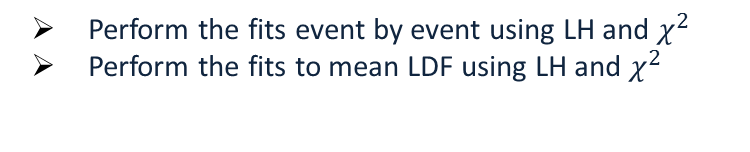 ➢ Perform the fits event by event using LH and χ²
➢ Perform the fits to mean LDF using LH and χ²